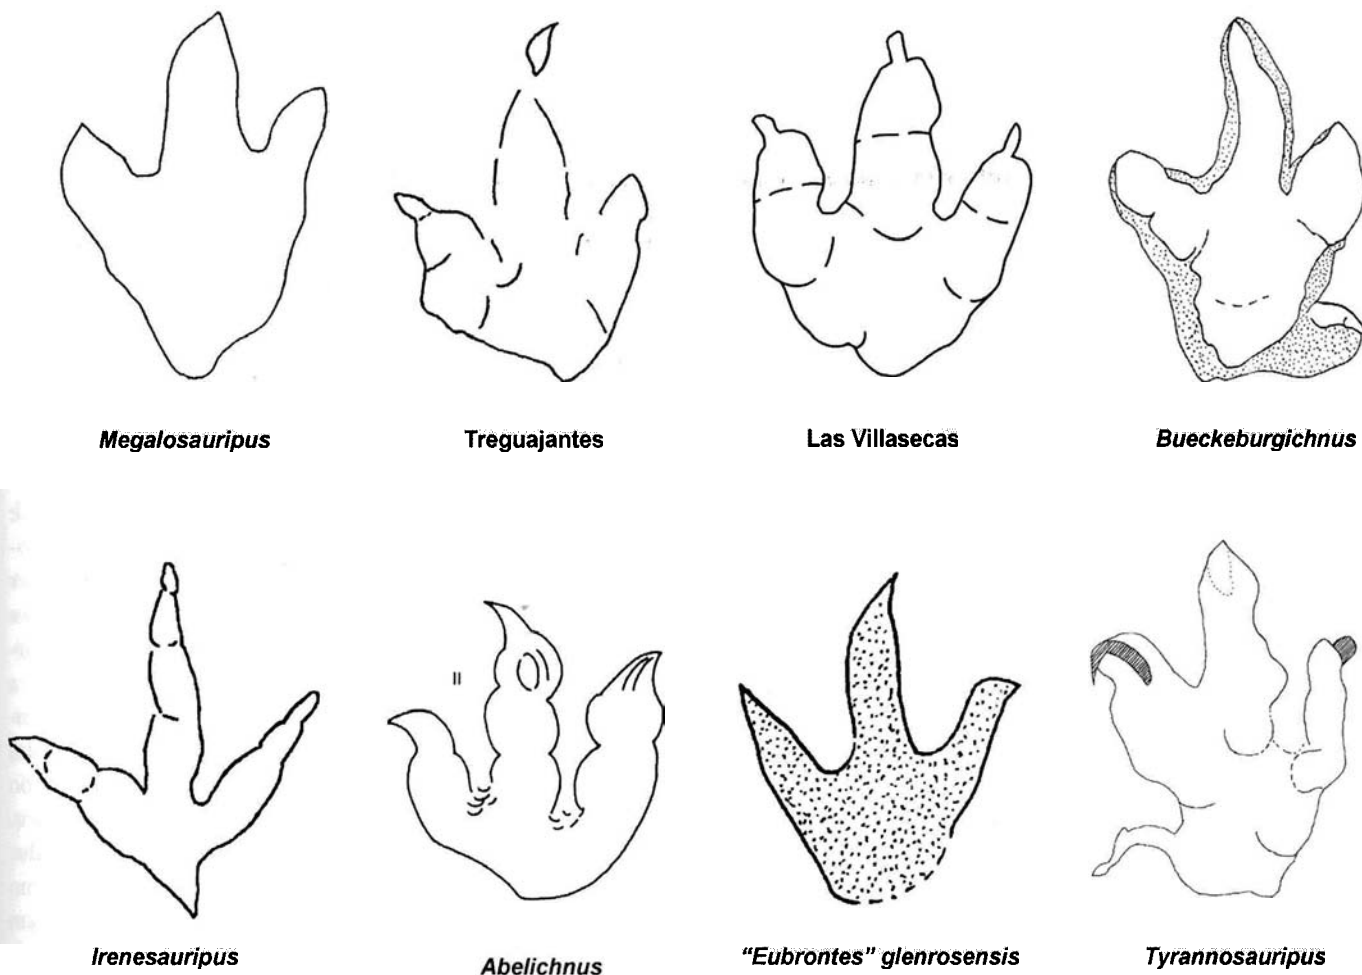 Megalosauripus
Treguajantes
Las Villasecas
Bueckeburgichnus
II
Irenesauripus
Abelichnus
"Eubrontes" glenrosensis
Tyrannosauripus